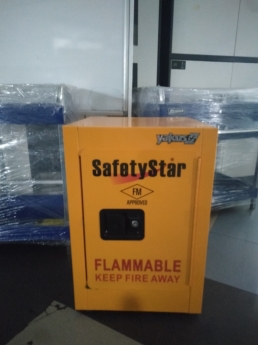 SafetyStar
FM
APPROVED
FLAMMABLE
KEEP FIRE AWAY